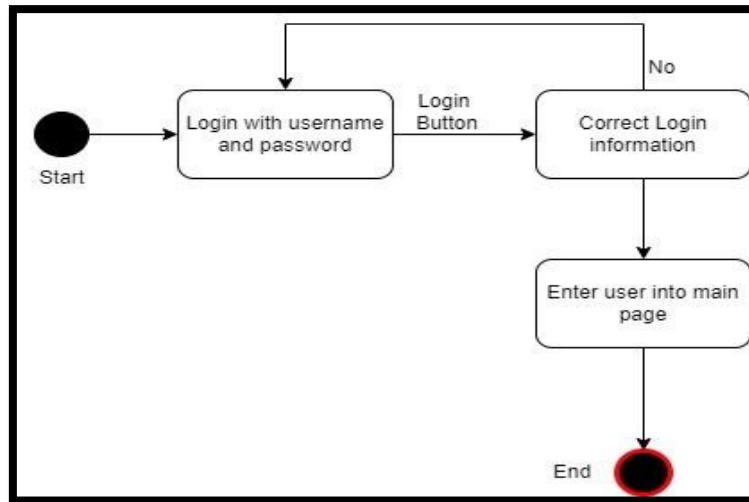 No
Login
Button
Login with username
and password
Correct Login
information
Start
Enter user into main
page
End